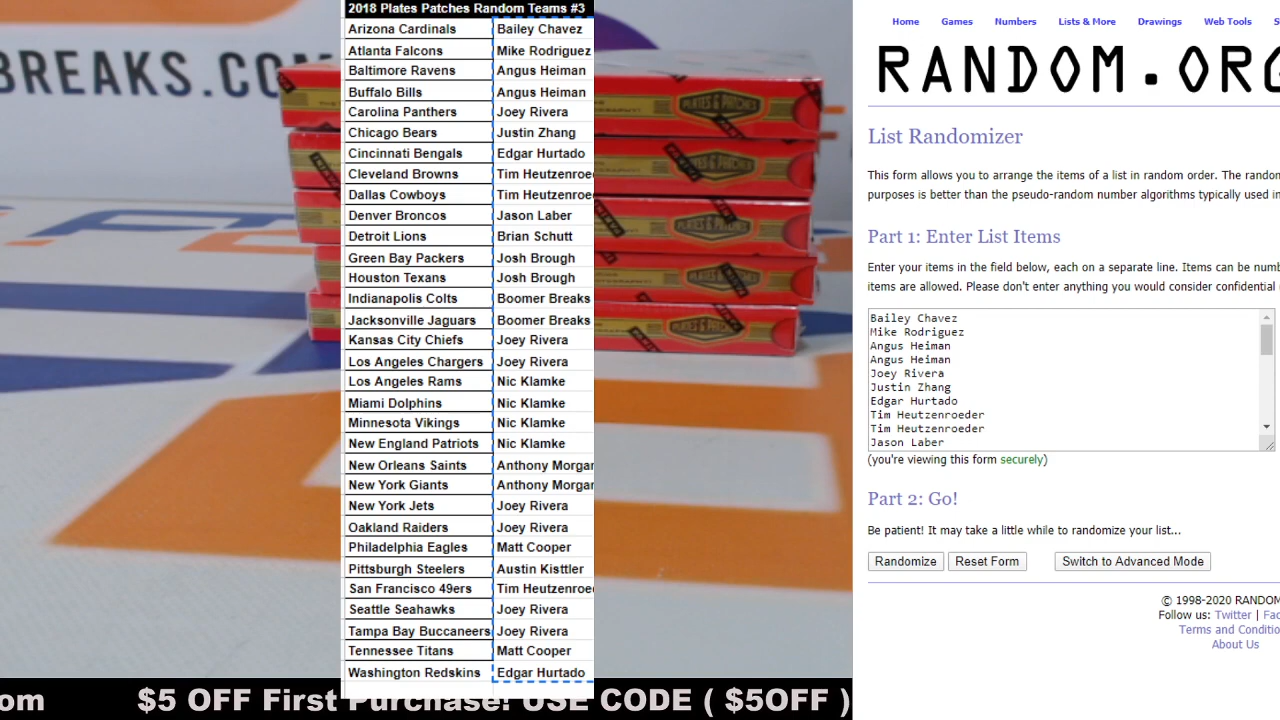 BREAKS.COM
2018 Plates Patches Random Teams #3
Arizona Cardinals Bailey Chavez
Atlanta Falcons Mike Rodriguez
Baltimore Ravens Angus Heiman
Buffalo Bills Angus Heiman
Carolina Panthers Joey Rivera
Chicago Bears Justin Zhang
Cincinnati Bengals Edgar Hurtado
Cleveland Browns Tim Heutzenroe
Dallas Cowboys Tim Heutzenroe
Denver Broncos Jason Laber
Detroit Lions Brian Schutt
Green Bay Packers Josh Brough
Houston Texans Josh Brough
Indianapolis Colts Boomer Breaks
Jacksonville Jaguars Boomer Breaks
Kansas City Chiefs Joey Rivera
Los Angeles Chargers Joey Rivera
Los Angeles Rams Nic Klamke
Miami Dolphins Nic Klamke
Minnesota Vikings Nic Klamke
New England Patriots Nic Klamke
New Orleans Saints Anthony Morgan
New York Giants Anthony Morgan
New York Jets Joey Rivera
Oakland Raiders Joey Rivera
Philadelphia Eagles Matt Cooper
Pittsburgh Steelers Austin Kisttler
San Francisco 49ers Tim Heutzenroe
Seattle Seahawks Joey Rivera
Tampa Bay Buccaneers Joey Rivera
Tennessee Titans Matt Cooper
Washington Redskins Edgar Hurtado
PLATES & PATCHES
PLATES & PATCHES
PLATES & PATCHES
PLATES & PATCHES
PLATES & PATCHES
om $5 OFF First Purchase! USE CODE ( $5OFF )
Home Games Numbers Lists & More Drawings Web Tools S
RANDOM.ORG
List Randomizer
This form allows you to arrange the items of a list in random order. The random
purposes is better than the pseudo-random number algorithms typically used in
Part 1: Enter List Items
Enter your items in the field below, each on a separate line. Items can be numb
items are allowed. Please don't enter anything you would consider confidential
Bailey Chavez
Mike Rodriguez
Angus Heiman
Angus Heiman
Joey Rivera
Justin Zhang
Edgar Hurtado
Tim Heutzenroeder
Tim Heutzenroeder
Jason Laber
(you're viewing this form securely)
Part 2: Go!
Be patient! It may take a little while to randomize your list...
Randomize Reset Form Switch to Advanced Mode
© 1998-2020 RANDOM
Follow us: Twitter | Fac
Terms and Conditio
About Us